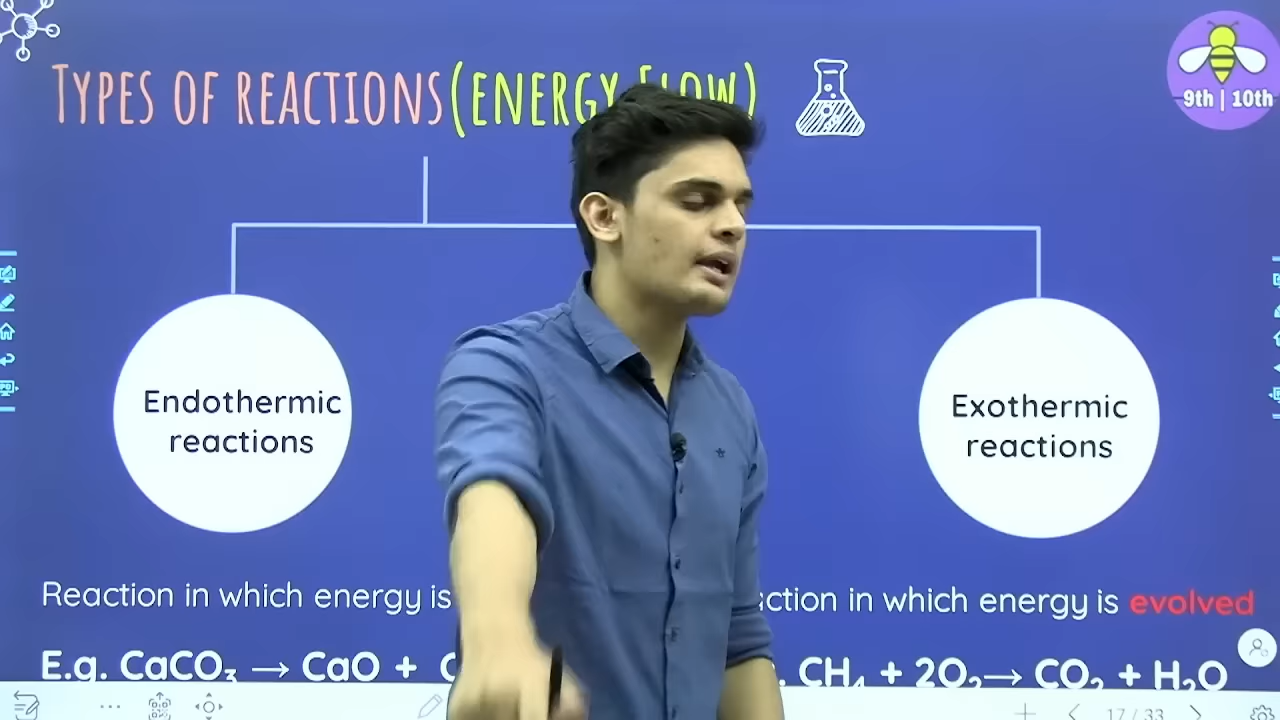 TYPES OF REACTIONS (ENERGY FLOW)
9th | 10th
Endothermic
reactions
Exothermic
reactions
Reaction in which energy is
in which energy is evolved
E.g. CaCO₃ → CaO +
CH₄ + 2O₂→ CO₂ + H₂O
17 / 33